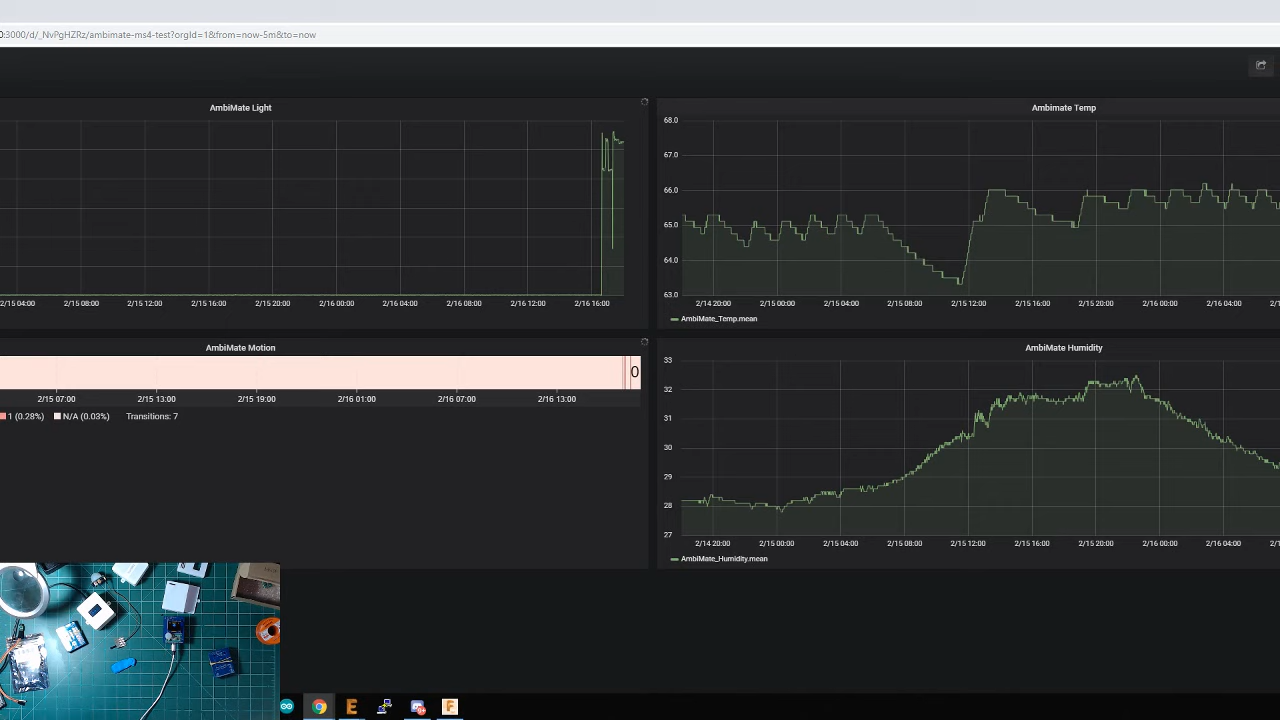 0:3000/d/_NvPgHZRz/ambimate-ms4-test?orgId=1&from=now-5m&to=now
AmbiMate Light
2/15 04:00 2/15 08:00 2/15 12:00 2/15 16:00 2/15 20:00 2/16 00:00 2/16 04:00 2/16 08:00 2/16 12:00 2/16 16:00
Ambimate Temp
68.0
67.0
66.0
65.0
64.0
63.0
2/14 20:00 2/15 00:00 2/15 04:00 2/15 08:00 2/15 12:00 2/15 16:00 2/15 20:00 2/16 00:00 2/16 04:00
AmbiMate_Temp.mean
AmbiMate Motion
0
2/15 07:00 2/15 13:00 2/15 19:00 2/16 01:00 2/16 07:00 2/16 13:00
1 (0.28%) N/A (0.03%) Transitions: 7
AmbiMate Humidity
33
32
31
30
29
28
27
2/14 20:00 2/15 00:00 2/15 04:00 2/15 08:00 2/15 12:00 2/15 16:00 2/15 20:00 2/16 00:00 2/16 04:00
AmbiMate_Humidity.mean